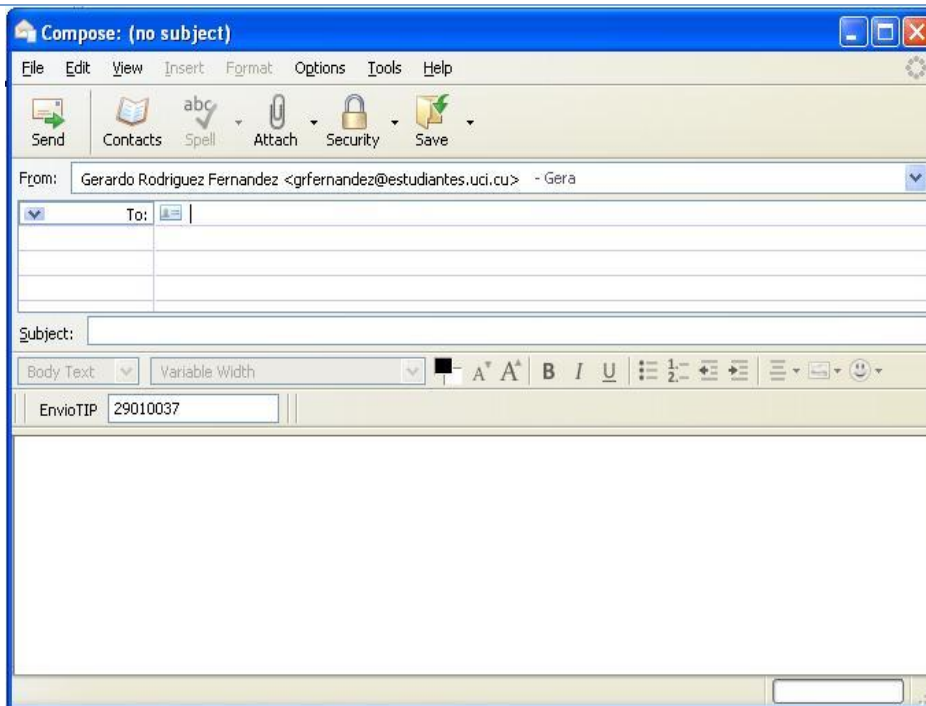 Compose: (no subject)
File Edit View Insert Format Options Tools Help
abc
Send Contacts Spell Attach Security Save
From: Gerardo Rodriguez Fernandez <grfernandez@estudiantes.uci.cu> - Gera
To:
Subject:
Body Text Variable Width A A B I U
EnvioTIP 29010037